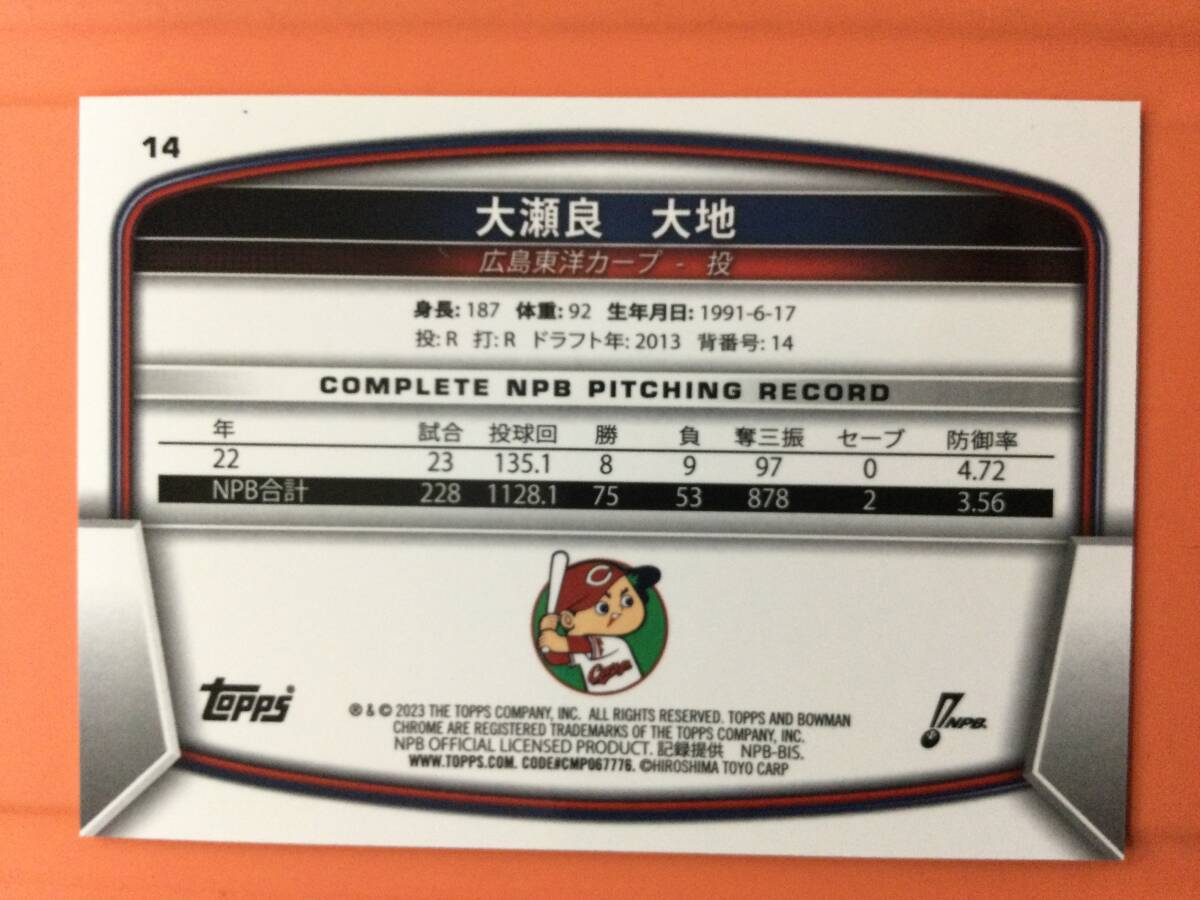 14
大瀬良 大地
広島東洋カープ - 投
身長: 187 体重: 92 生年月日: 1991-6-17
投: R 打: R ドラフト年: 2013 背番号: 14
COMPLETE NPB PITCHING RECORD
年 試合 投球回 勝 負 奪三振 セーブ 防御率
22 23 135.1 8 9 97 0 4.72
NPB合計 228 1128.1 75 53 878 2 3.56
C
Carp
topps®
® & © 2023 THE TOPPS COMPANY, INC. ALL RIGHTS RESERVED. TOPPS AND BOWMAN
CHROME ARE REGISTERED TRADEMARKS OF THE TOPPS COMPANY, INC.
NPB OFFICIAL LICENSED PRODUCT. 記録提供 NPB-BIS.
WWW.TOPPS.COM. CODE#CMP067776. ©HIROSHIMA TOYO CARP
NPB.